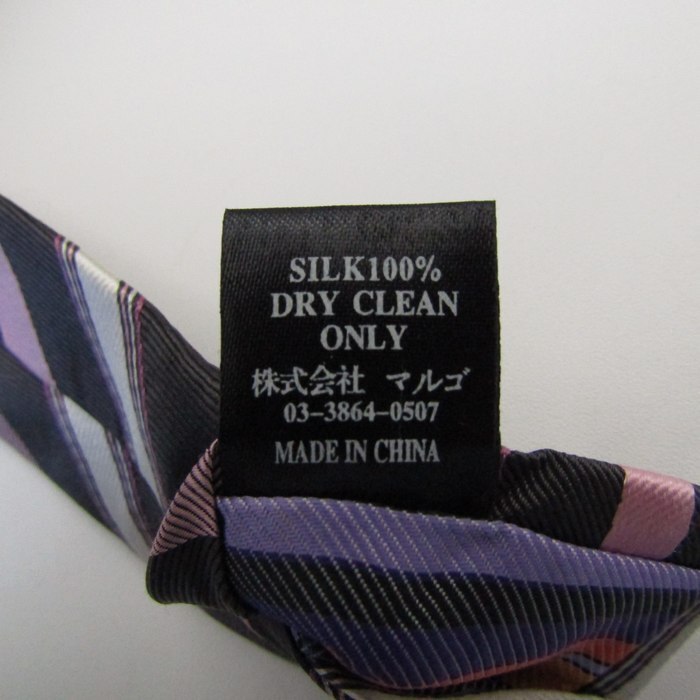 SILK100%
DRY CLEAN
ONLY
株式会社 マルゴ
03-3864-0507
MADE IN CHINA